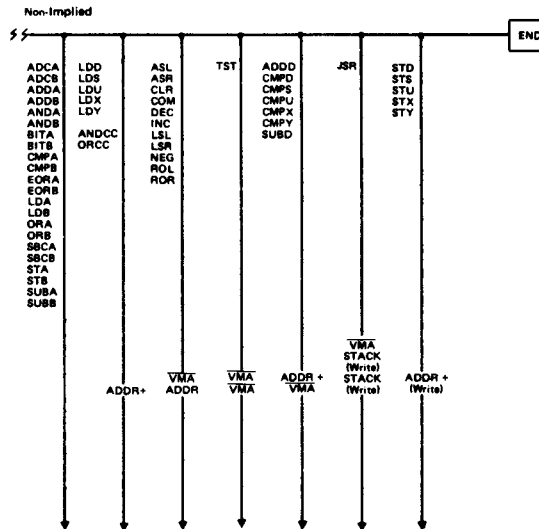 Non-Implied
END
ADCA
ADCB
ADDA
ADDB
ANDA
ANDB
BITA
BITB
CMPA
CMPB
EORA
EORB
LDA
LDB
ORA
ORB
SBCA
SBCB
STA
STB
SUBA
SUBB
LDD
LDS
LDU
LDX
LDY
ANDCC
ORCC
ADDR+
ASL
ASR
CLR
COM
DEC
INC
LSL
LSR
NEG
ROL
ROR
VMA
ADDR
TST
VMA
VMA
ADDD
CMPD
CMPS
CMPU
CMPX
CMPY
SUBD
ADDR +
VMA
JSR
VMA
STACK
(Write)
STACK
(Write)
STD
STS
STU
STX
STY
ADDR +
(Write)